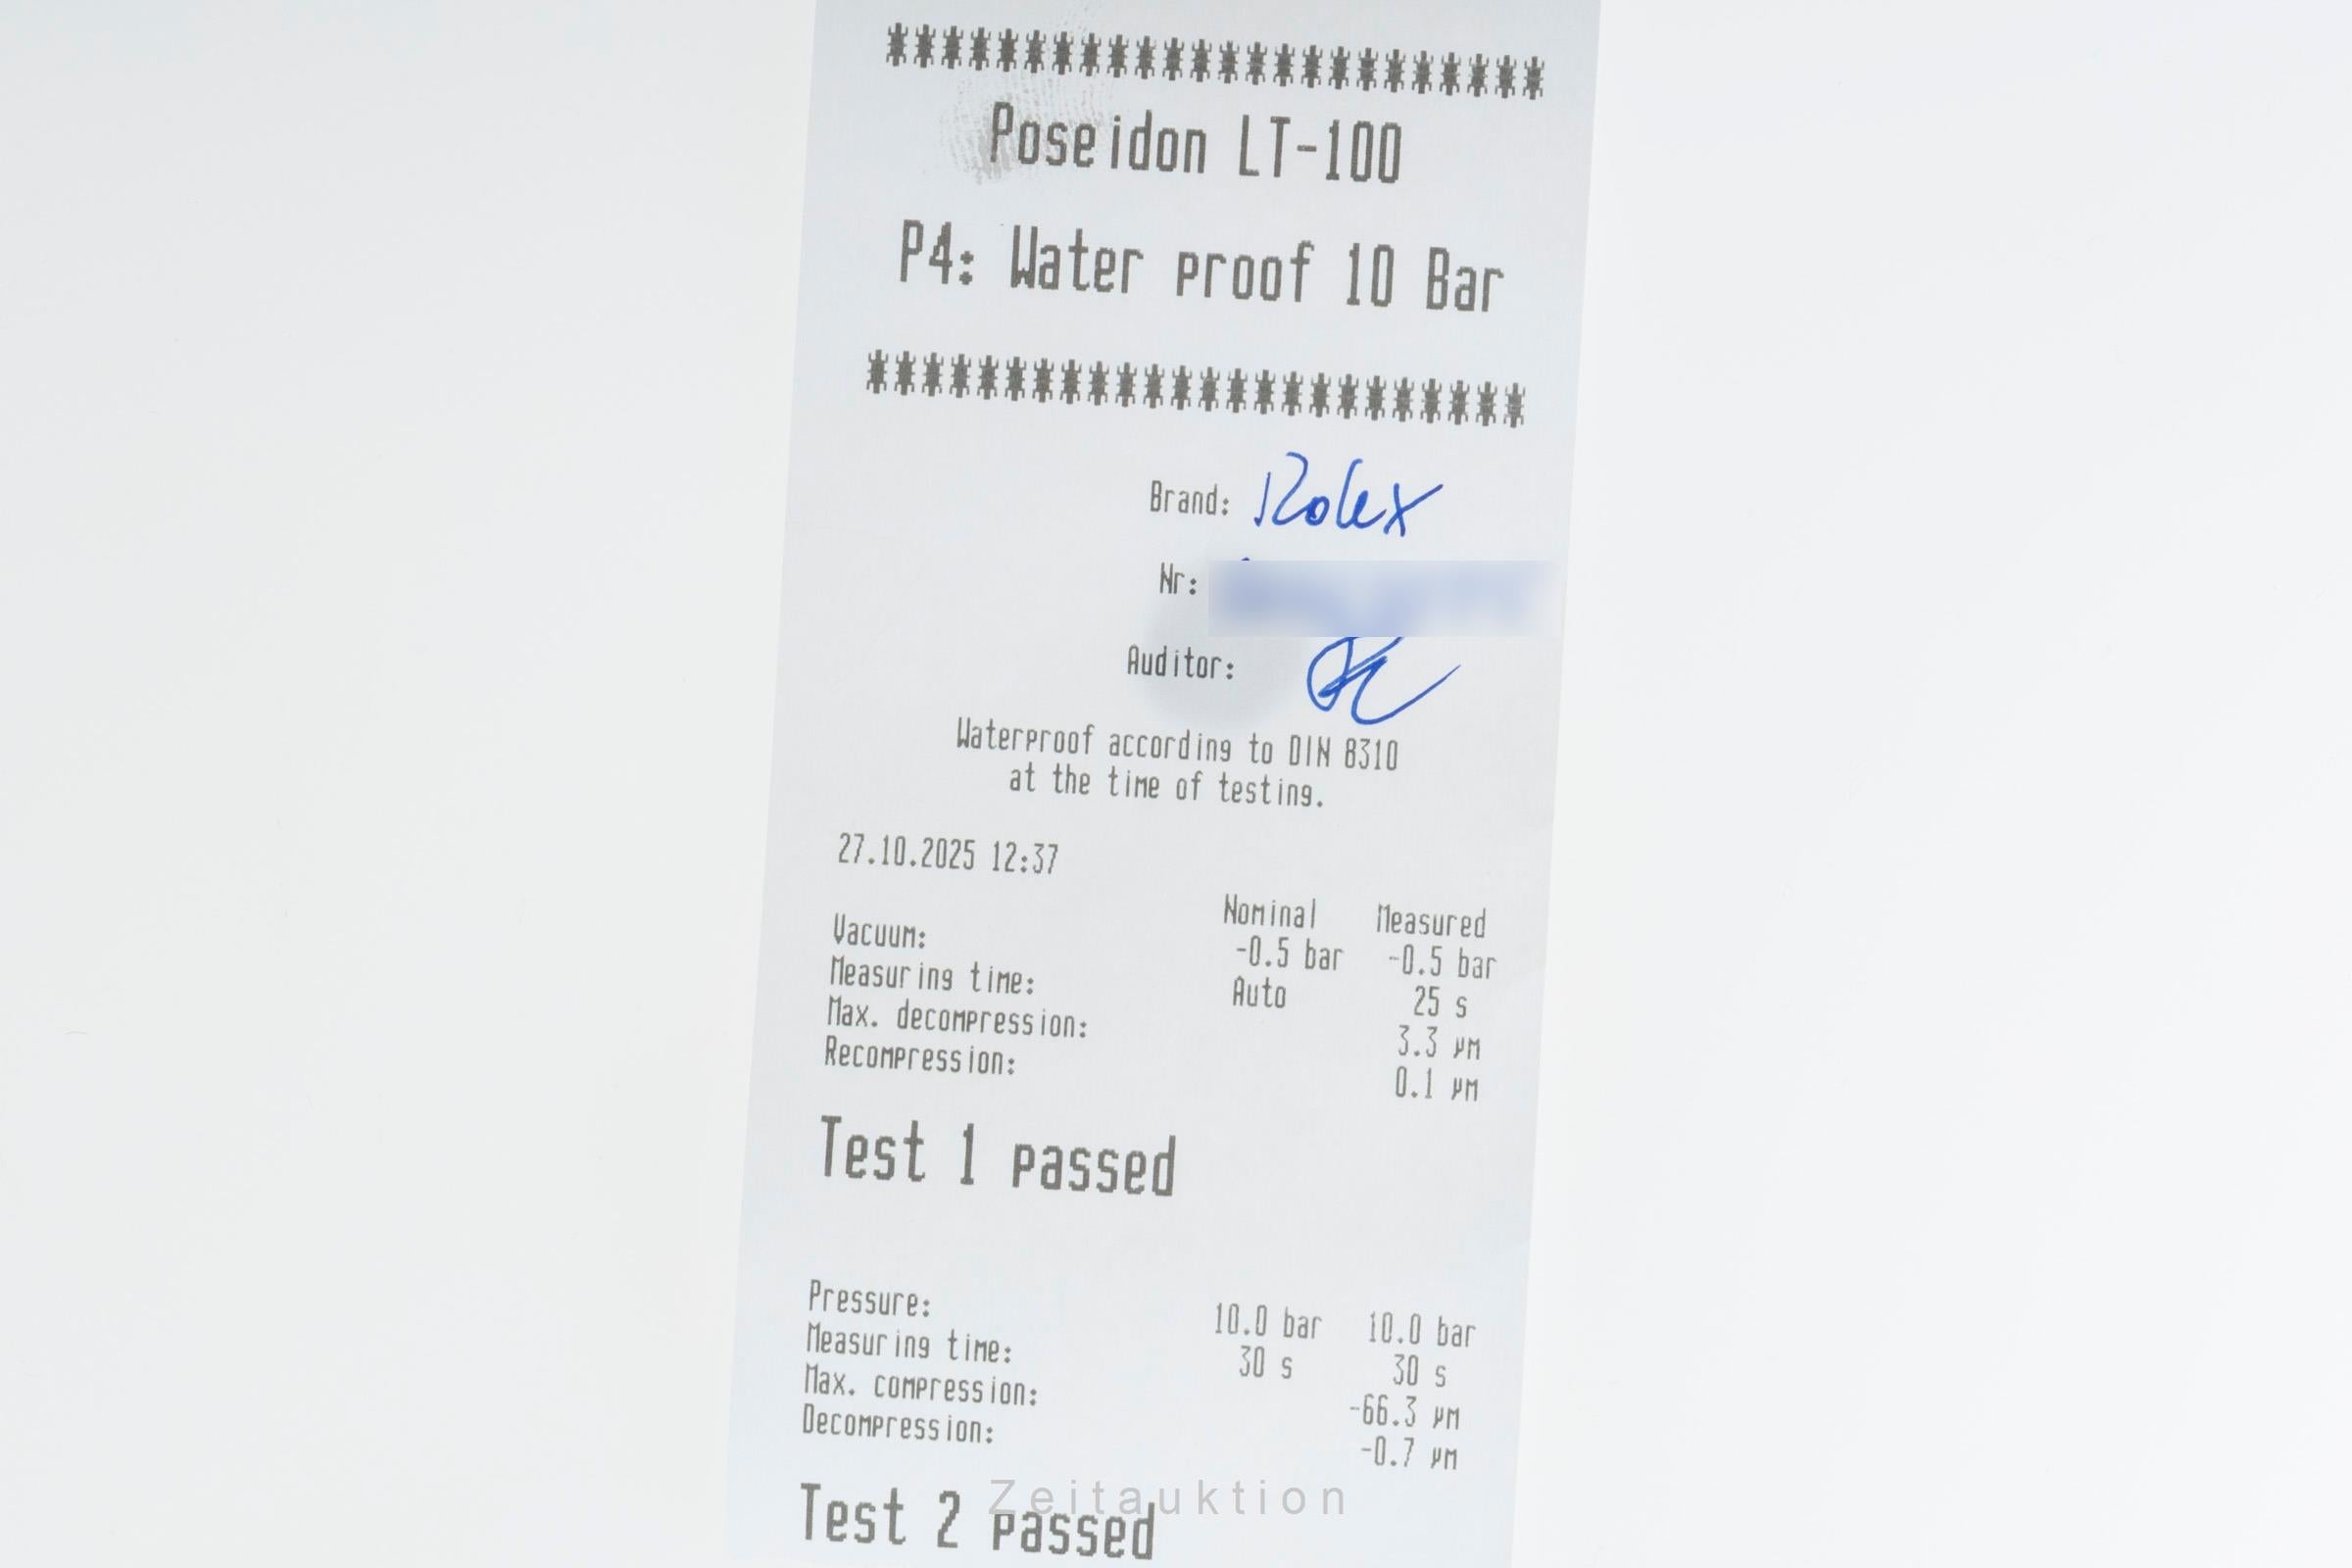 ************************
Poseidon LT-100
P4: Water proof 10 Bar
************************
Brand: Rolex
Nr:
Auditor:
Waterproof according to DIN 8310
at the time of testing.
27.10.2025 12:37
Nominal Measured
Vacuum: -0.5 bar -0.5 bar
Measuring time: Auto 25 s
Max. decompression: 3.3 µm
Recompression: 0.1 µm
Test 1 passed
Pressure: 10.0 bar 10.0 bar
Measuring time: 30 s 30 s
Max. compression: -66.3 µm
Decompression: -0.7 µm
Test 2 passed
Zeitauktion